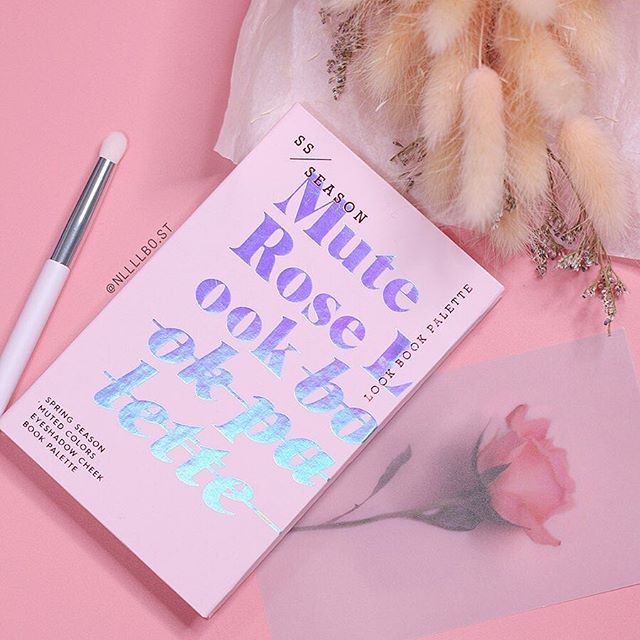 SS/
SEASON
Mute
Rose L
ook bo
ok pa
lette
LOOK BOOK PALETTE
SPRING SEASON
MUTED COLORS
EYESHADOW CHEEK
BOOK PALETTE
@NLLLLBO.ST